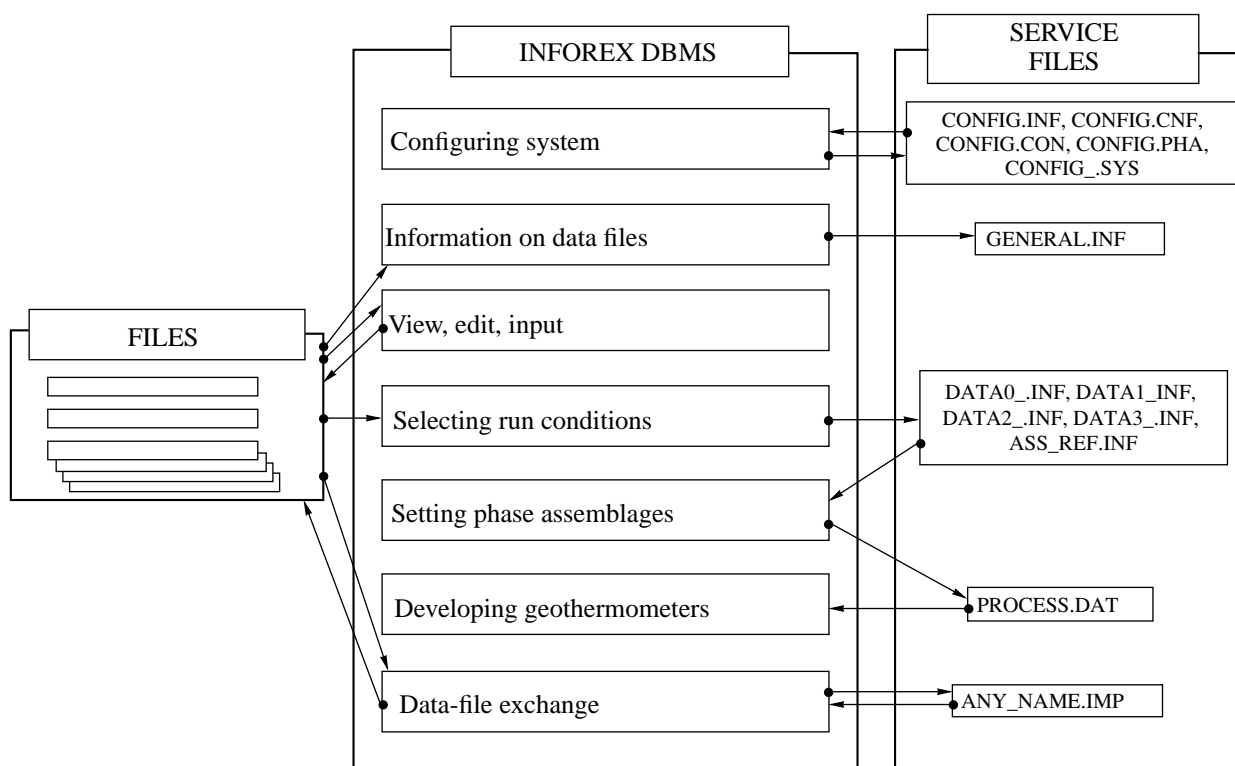 INFOREX DBMS
SERVICE
FILES
Configuring system
CONFIG.INF, CONFIG.CNF,
CONFIG.CON, CONFIG.PHA,
CONFIG_.SYS
Information on data files
GENERAL.INF
FILES
View, edit, input
Selecting run conditions
DATA0_.INF, DATA1_INF,
DATA2_.INF, DATA3_.INF,
ASS_REF.INF
Setting phase assemblages
Developing geothermometers
PROCESS.DAT
Data-file exchange
ANY_NAME.IMP